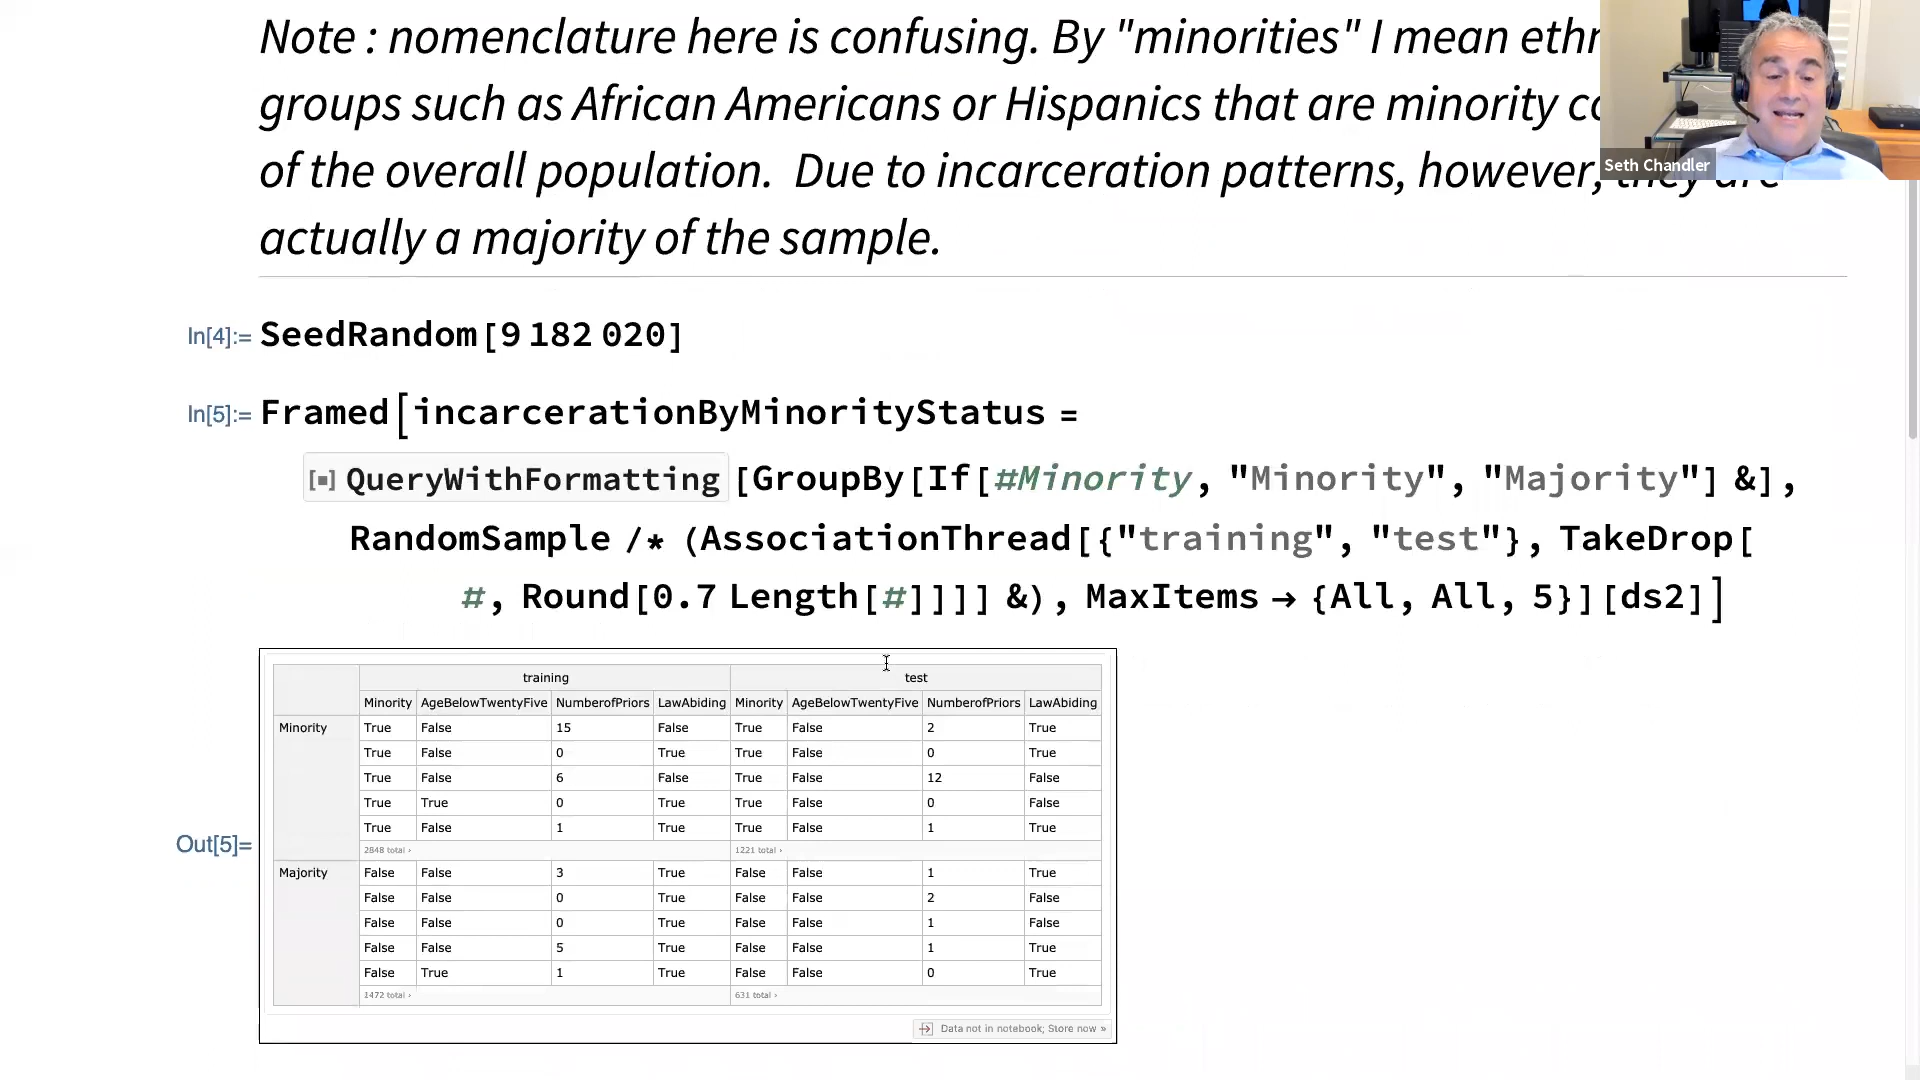 Note : nomenclature here is confusing. By "minorities" I mean
groups such as African Americans or Hispanics that are minority
of the overall population. Due to incarceration patterns, however, they are
actually a majority of the sample.
Seth Chandler
In[4]:= SeedRandom[9 182 020]
In[5]:= Framed[incarcerationByMinorityStatus =
[▪] QueryWithFormatting [GroupBy[If[#Minority, "Minority", "Majority"] &],
RandomSample /* (AssociationThread[{"training", "test"}, TakeDrop[
#, Round[0.7 Length[#]]]] &), MaxItems → {All, All, 5}][ds2]]
Out[5]=
training test
Minority AgeBelowTwentyFive NumberofPriors LawAbiding Minority AgeBelowTwentyFive NumberofPriors LawAbiding
Minority True False 15 False True False 2 True
True False 0 True True False 0 True
True False 6 False True False 12 False
True True 0 True True False 0 False
True False 1 True True False 1 True
2848 total › 1221 total ›
Majority False False 3 True False False 1 True
False False 0 True False False 2 False
False False 0 True False False 1 False
False False 5 True False False 1 True
False True 1 True False False 0 True
1472 total › 631 total ›
Data not in notebook; Store now »